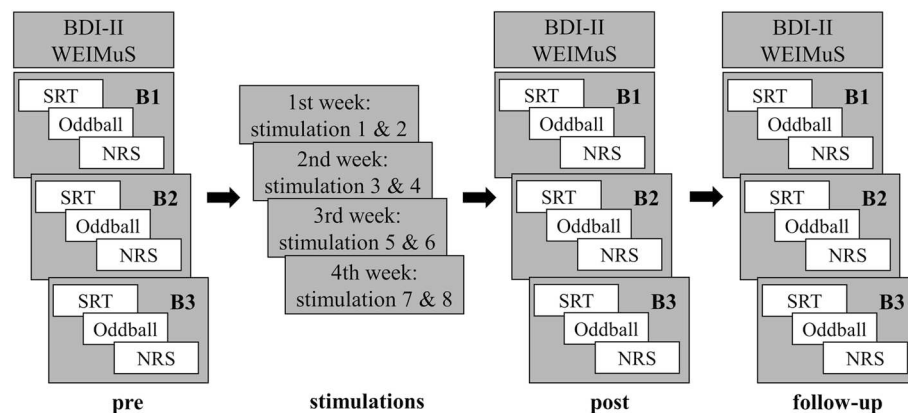 BDI-II
WEIMuS
B1
SRT
Oddball
NRS
B2
SRT
Oddball
NRS
B3
SRT
Oddball
NRS
pre
1st week:
stimulation 1 & 2
2nd week:
stimulation 3 & 4
3rd week:
stimulation 5 & 6
4th week:
stimulation 7 & 8
stimulations
BDI-II
WEIMuS
B1
SRT
Oddball
NRS
B2
SRT
Oddball
NRS
B3
SRT
Oddball
NRS
post
BDI-II
WEIMuS
B1
SRT
Oddball
NRS
B2
SRT
Oddball
NRS
B3
SRT
Oddball
NRS
follow-up